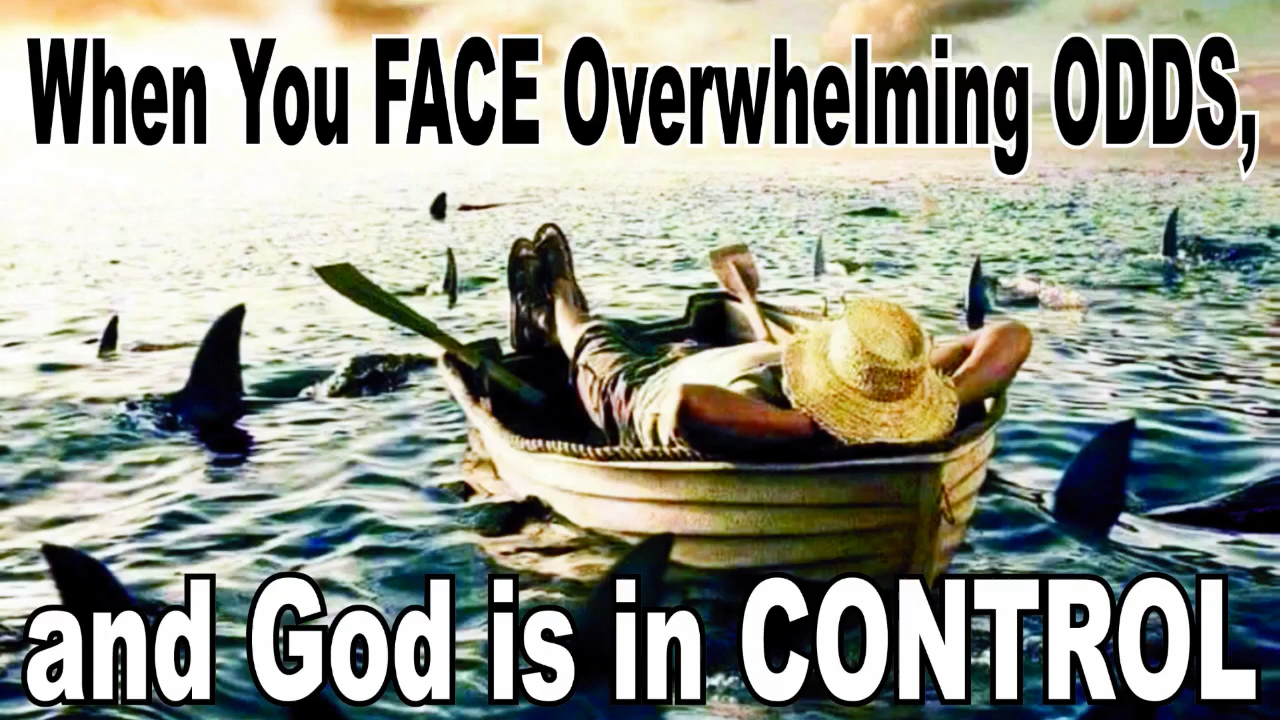 When You FACE Overwhelming ODDS,
and God is in CONTROL